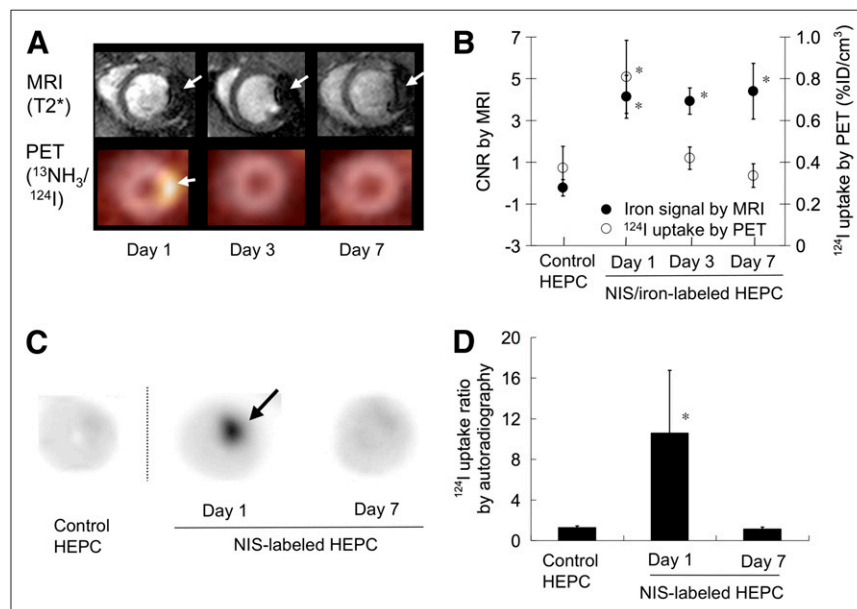 A
MRI
(T2*)
PET
(¹³NH₃/
¹²⁴I)
Day 1 Day 3 Day 7
B
CNR by MRI
7
5
3
1
-1
-3
¹²⁴I uptake by PET (%ID/cm³)
1
0.8
0.6
0.4
0.2
0
*
*
*
*
Iron signal by MRI
¹²⁴I uptake by PET
Control
HEPC
Day 1 Day 3 Day 7
NIS/iron-labeled HEPC
C
Control
HEPC
Day 1 Day 7
NIS-labeled HEPC
D
¹²⁴I uptake ratio
by autoradiography
20
16
12
8
4
0
*
Control
HEPC
Day 1 Day 7
NIS-labeled HEPC